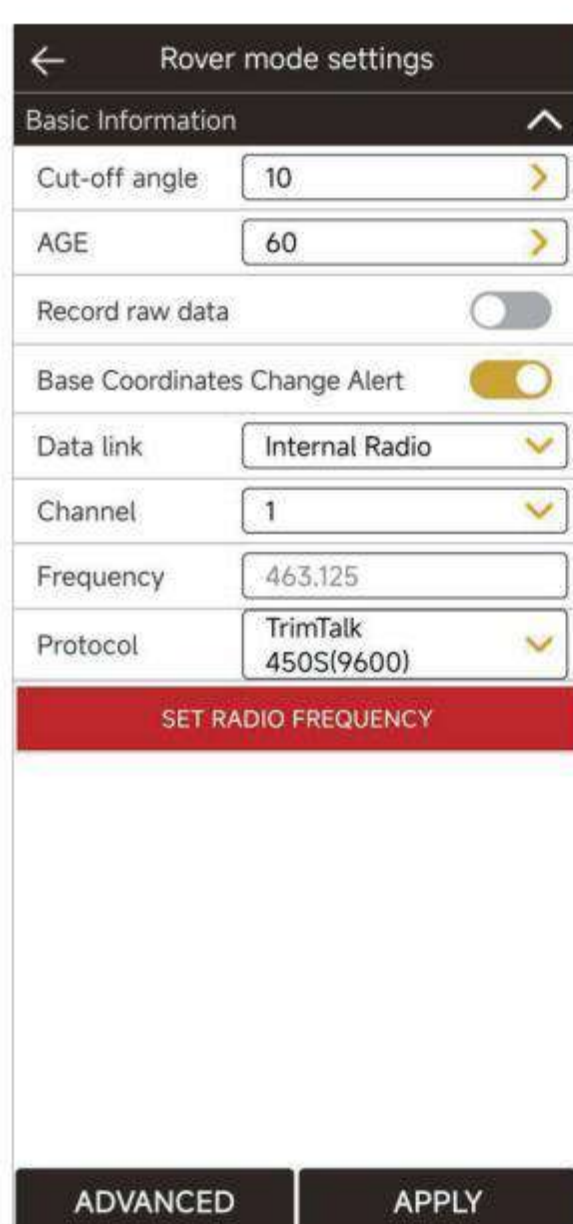 Rover mode settings
Basic Information
Cut-off angle 10
AGE 60
Record raw data
Base Coordinates Change Alert
Data link Internal Radio
Channel 1
Frequency 463.125
Protocol TrimTalk
450S(9600)
SET RADIO FREQUENCY
ADVANCED APPLY